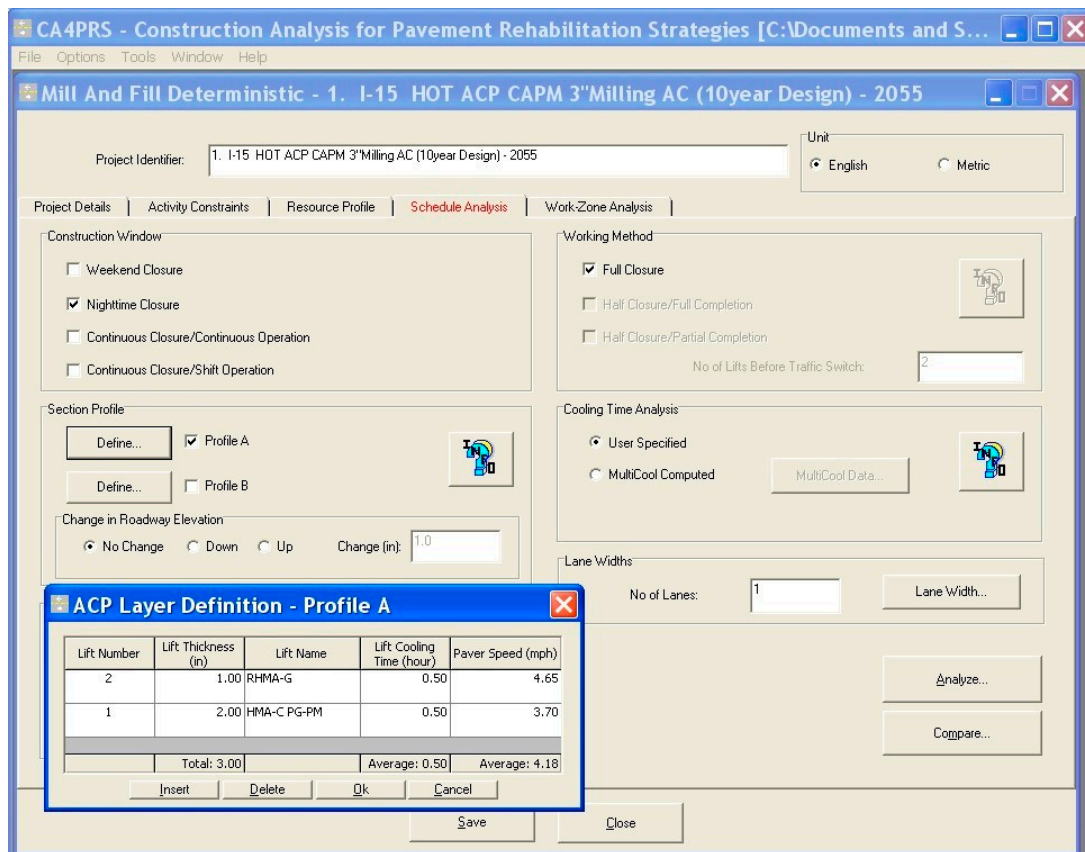 CA4PRS - Construction Analysis for Pavement Rehabilitation Strategies [C:\Documents and S...
File Options Tools Window Help
Mill And Fill Deterministic - 1. I-15 HOT ACP CAPM 3"Milling AC (10year Design) - 2055
Project Identifier: 1. I-15 HOT ACP CAPM 3"Milling AC (10year Design) - 2055
Unit
English Metric
Project Details Activity Constraints Resource Profile Schedule Analysis Work-Zone Analysis
Construction Window
Weekend Closure
Nighttime Closure
Continuous Closure/Continuous Operation
Continuous Closure/Shift Operation
Working Method
Full Closure
Half Closure/Full Completion
Half Closure/Partial Completion
No of Lifts Before Traffic Switch: 2
INFO
Section Profile
Define... Profile A
Define... Profile B
INFO
Change in Roadway Elevation
No Change Down Up Change (in): 1.0
Cooling Time Analysis
User Specified
MultiCool Computed MultiCool Data...
INFO
Lane Widths
No of Lanes: 1 Lane Width...
ACP Layer Definition - Profile A
Lift Number Lift Thickness (in) Lift Name Lift Cooling Time (hour) Paver Speed (mph)
2 1.00 RHMA-G 0.50 4.65
1 2.00 HMA-C PG-PM 0.50 3.70
Total: 3.00 Average: 0.50 Average: 4.18
Insert Delete Ok Cancel
Analyze...
Compare...
Save Close